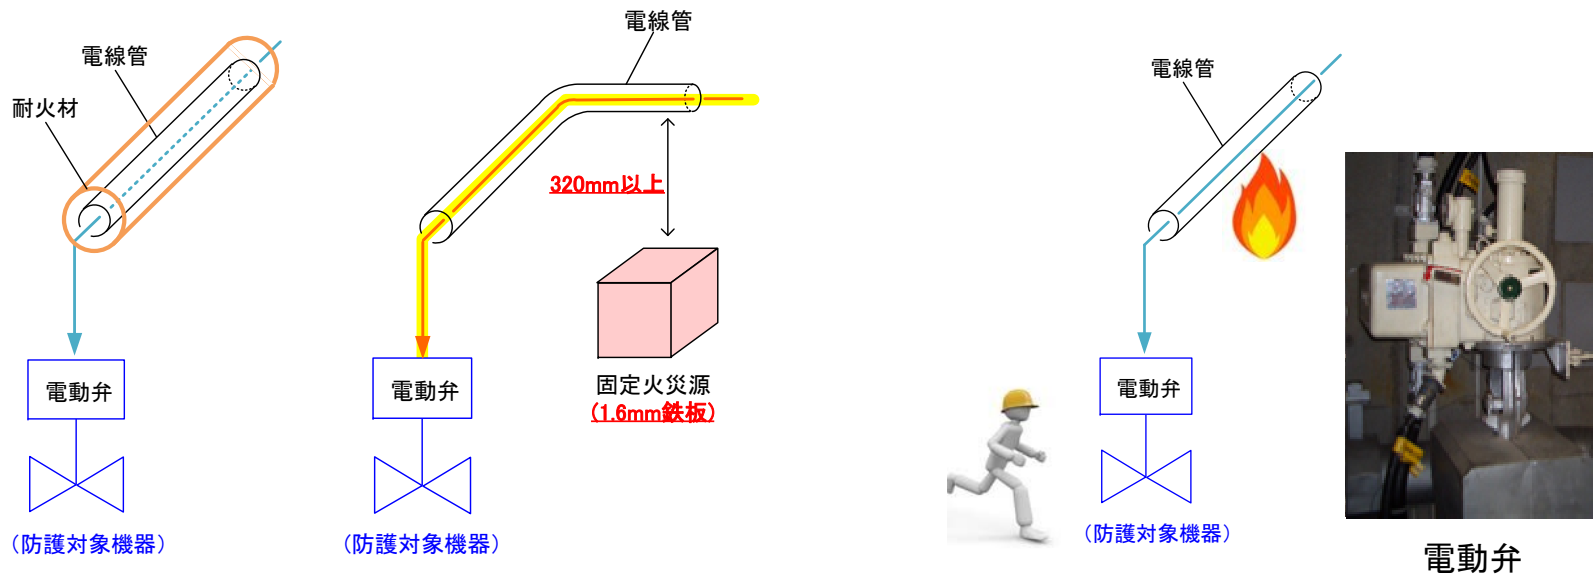 電線管
耐火材
電動弁
(防護対象機器)
電線管
320mm以上
固定火災源
(1.6mm鉄板)
電動弁
(防護対象機器)
電線管
電動弁
(防護対象機器)
電動弁